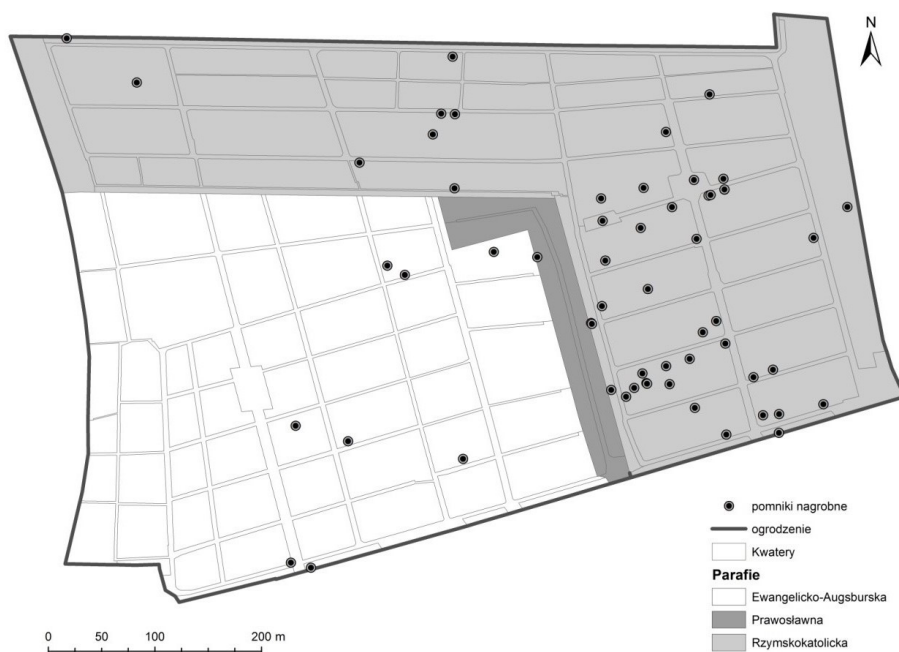 N
pomniki nagrobne
ogrodzenie
Kwatery
Parafie
Ewangelicko-Augsburska
Prawosławna
Rzymskokatolicka
0 50 100 200 m